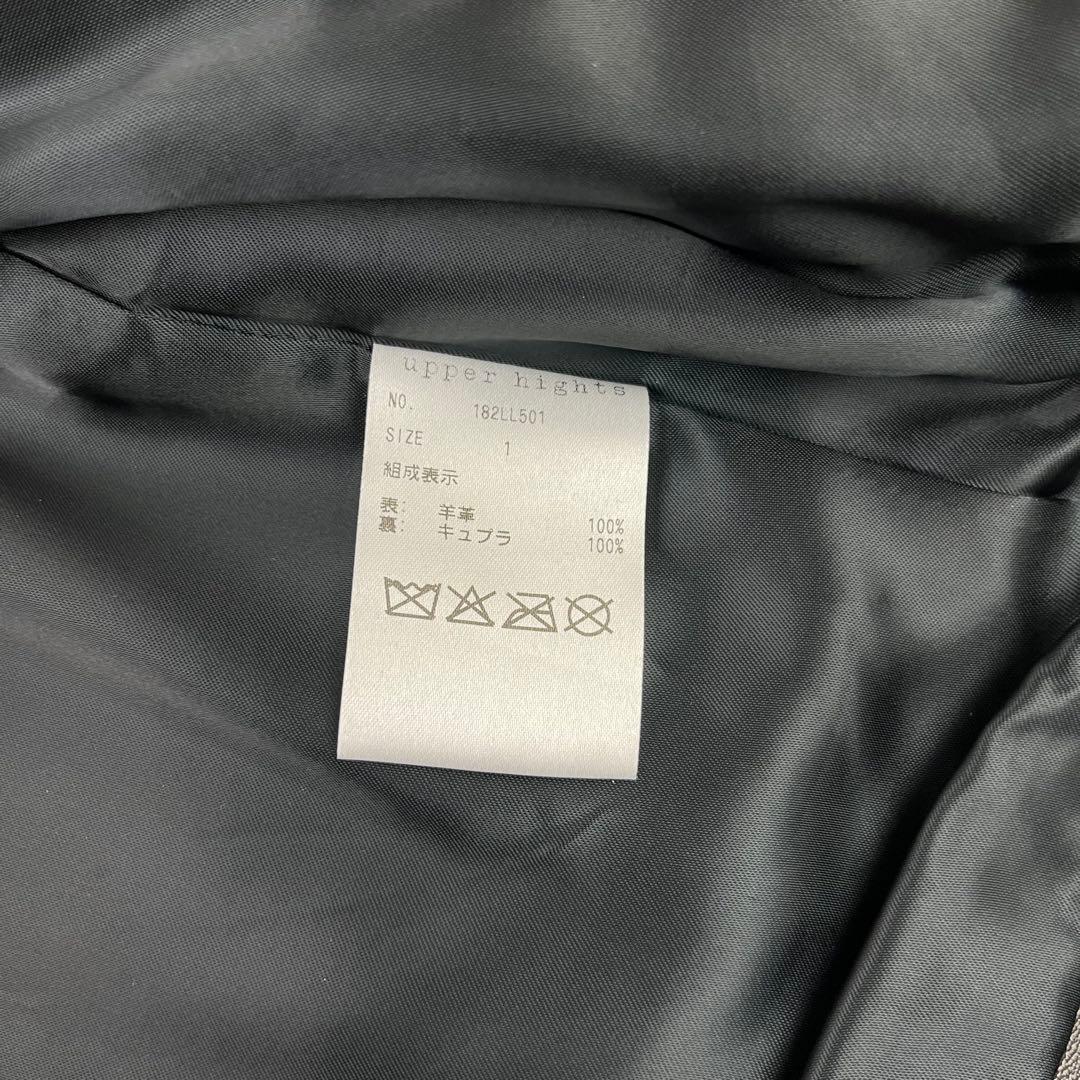 upper hights
NO. 182LL501
SIZE 1
組成表示
表: 羊革 100%
裏: キュプラ 100%